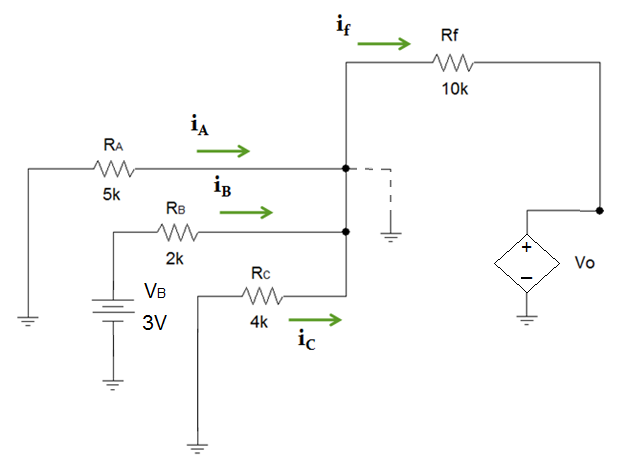 if
Rf
10k
iA
RA
5k
iB
RB
2k
VB
3V
RC
4k
iC
+
−
Vo